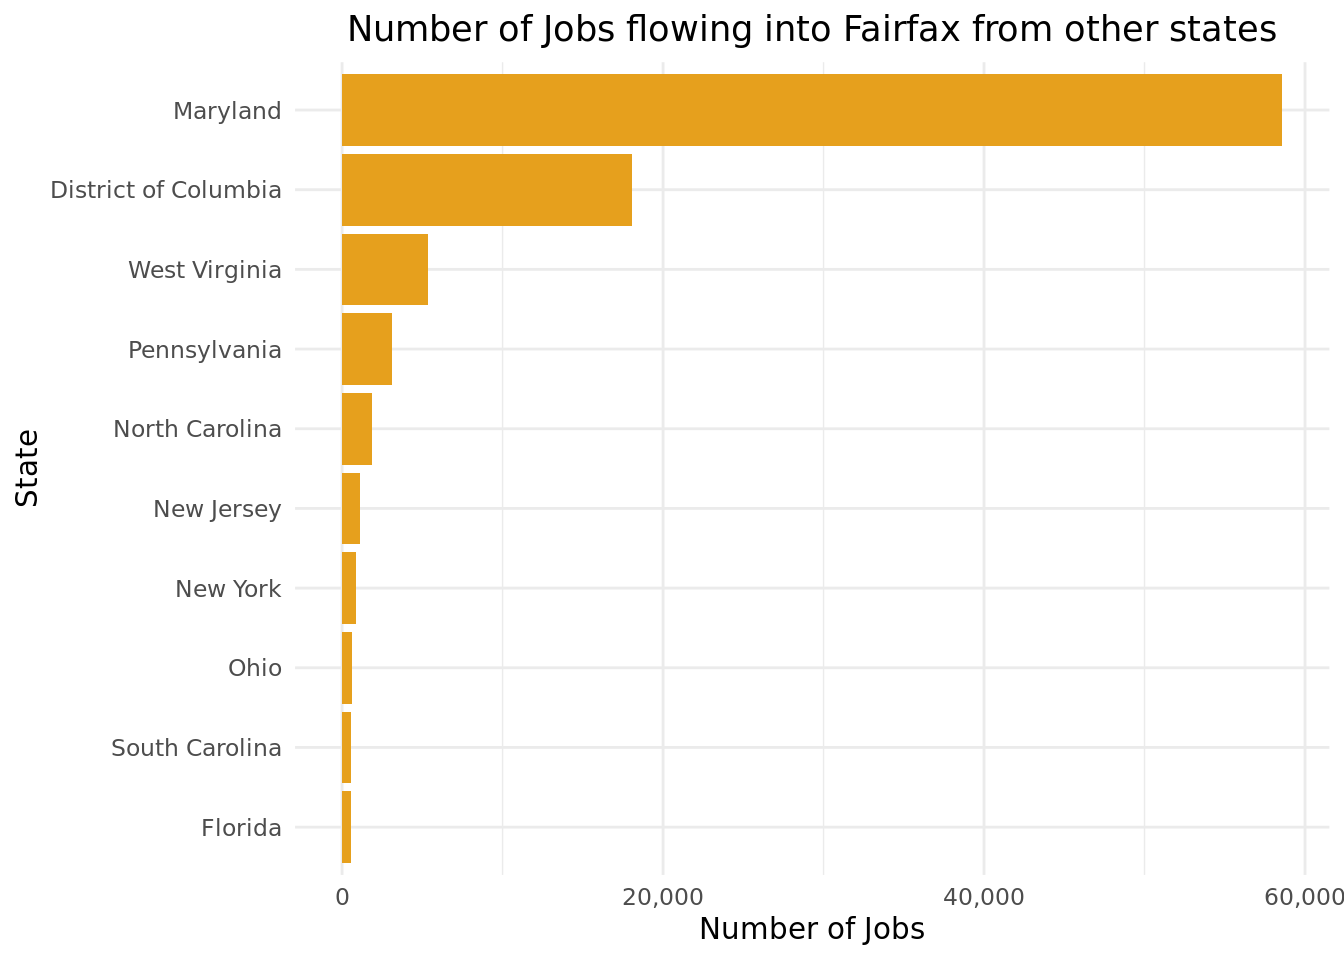 Number of Jobs flowing into Fairfax from other states
Maryland
District of Columbia
West Virginia
Pennsylvania
North Carolina
New Jersey
New York
Ohio
South Carolina
Florida
State
0
20,000
40,000
60,000
Number of Jobs